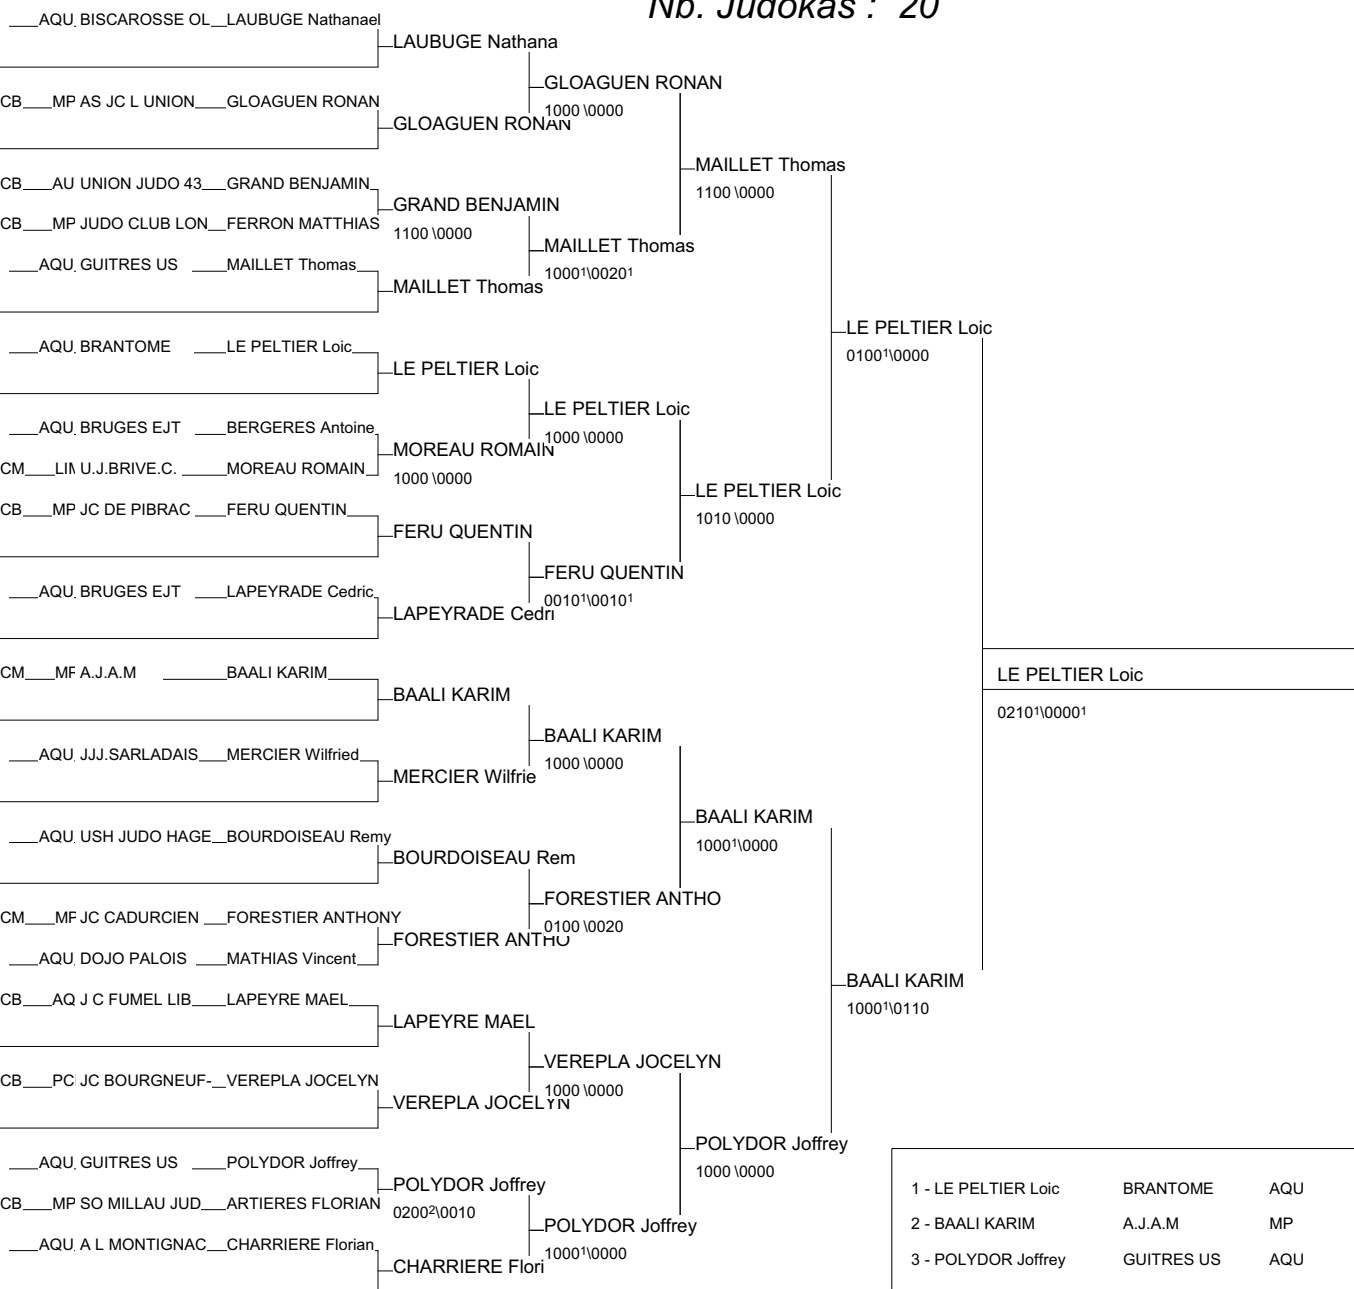 Nb. Judokas : 20
AQU BISCAROSSE OL LAUBUGE Nathanael
LAUBUGE Nathana
GLOAGUEN RONAN
1000 \0000
CB MP AS JC L UNION GLOAGUEN RONAN
GLOAGUEN RONAN
MAILLET Thomas
1100 \0000
CB AU UNION JUDO 43 GRAND BENJAMIN
GRAND BENJAMIN
1100 \0000
CB MP JUDO CLUB LON FERRON MATTHIAS
MAILLET Thomas
1000¹\0020¹
AQU GUITRES US MAILLET Thomas
MAILLET Thomas
LE PELTIER Loic
0100¹\0000
AQU BRANTOME LE PELTIER Loic
LE PELTIER Loic
LE PELTIER Loic
1000 \0000
AQU BRUGES EJT BERGERES Antoine
MOREAU ROMAIN
1000 \0000
CM LIM U.J.BRIVE.C. MOREAU ROMAIN
LE PELTIER Loic
1010 \0000
CB MP JC DE PIBRAC FERU QUENTIN
FERU QUENTIN
FERU QUENTIN
0010¹\0010¹
AQU BRUGES EJT LAPEYRADE Cedric
LAPEYRADE Cedri
LE PELTIER Loic
0210¹\0000¹
CM MP A.J.A.M BAALI KARIM
BAALI KARIM
BAALI KARIM
1000 \0000
AQU JJJ.SARLADAIS MERCIER Wilfried
MERCIER Wilfrie
BAALI KARIM
1000¹\0000
AQU USH JUDO HAGE BOURDOISEAU Remy
BOURDOISEAU Rem
FORESTIER ANTHO
0100 \0020
CM MP JC CADURCIEN FORESTIER ANTHONY
FORESTIER ANTHO
AQU DOJO PALOIS MATHIAS Vincent
BAALI KARIM
1000¹\0110
CB AQ J C FUMEL LIB LAPEYRE MAEL
LAPEYRE MAEL
VEREPLA JOCELYN
1000 \0000
CB PC JC BOURGNEUF- VEREPLA JOCELYN
VEREPLA JOCELYN
POLYDOR Joffrey
1000 \0000
AQU GUITRES US POLYDOR Joffrey
POLYDOR Joffrey
0200²\0010
CB MP SO MILLAU JUD ARTIERES FLORIAN
POLYDOR Joffrey
1000¹\0000
AQU A L MONTIGNAC CHARRIERE Florian
CHARRIERE Flori
1 - LE PELTIER Loic BRANTOME AQU
2 - BAALI KARIM A.J.A.M MP
3 - POLYDOR Joffrey GUITRES US AQU